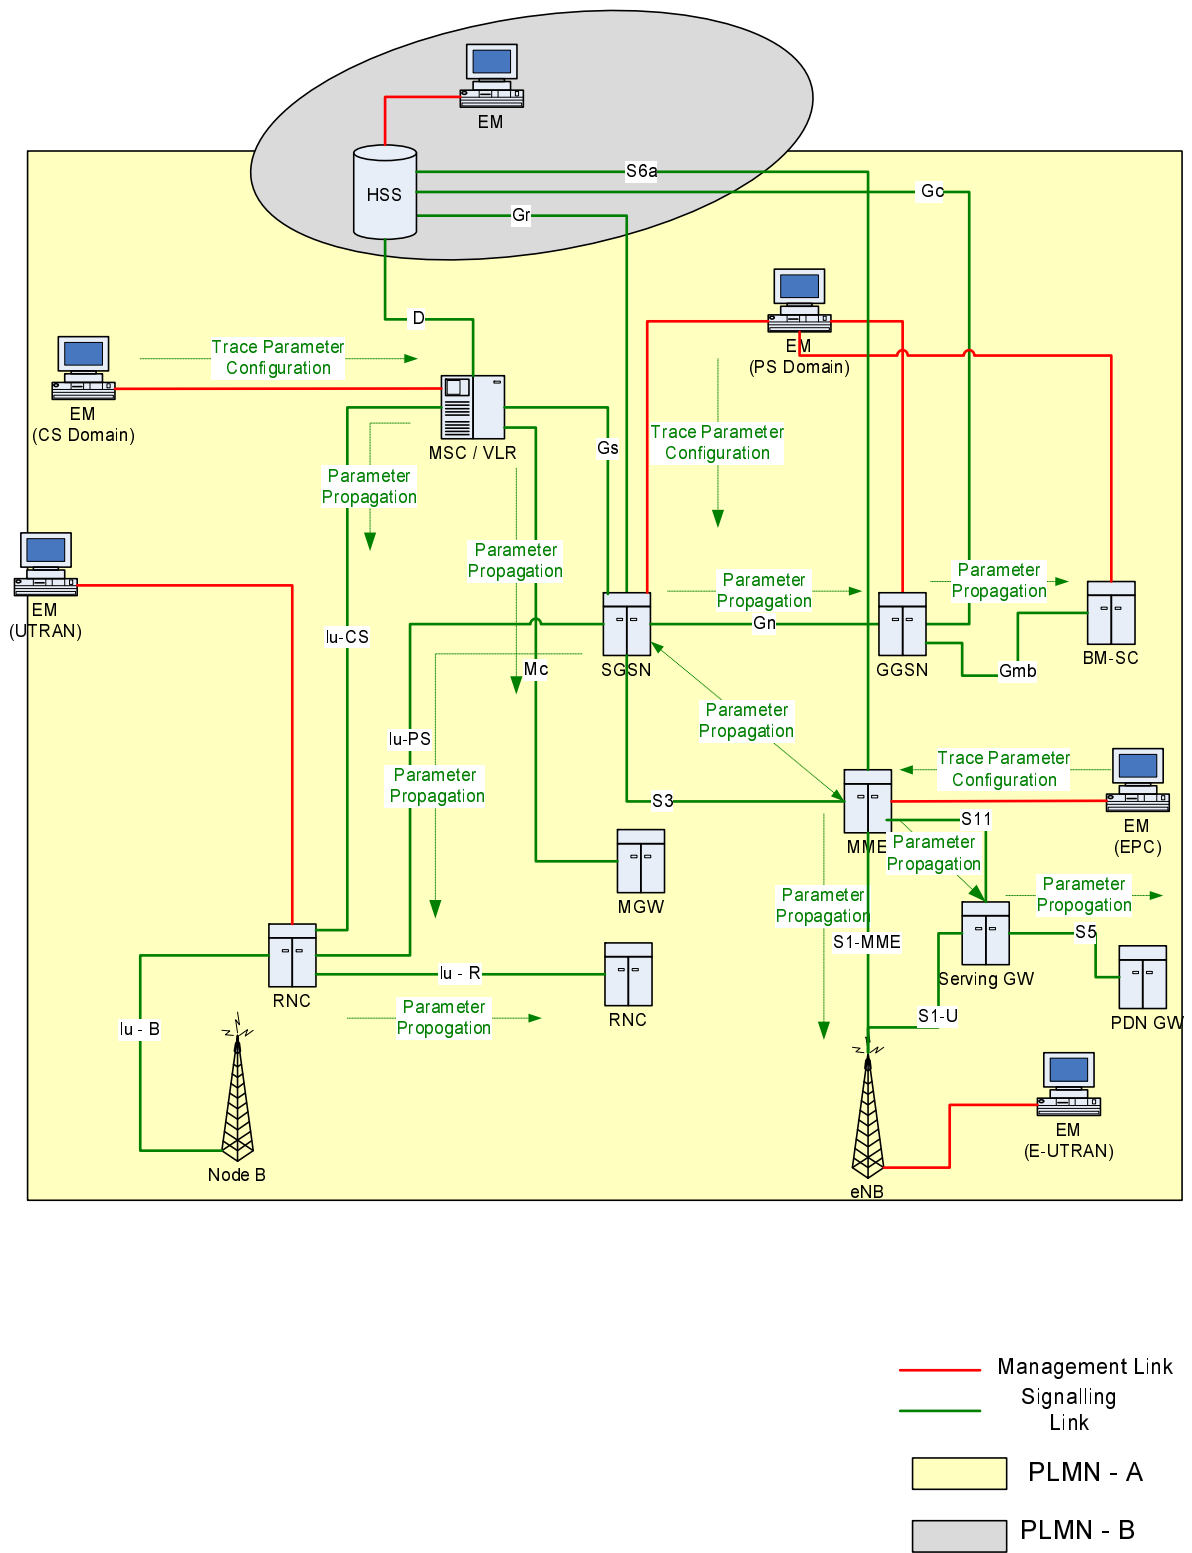 EM
HSS
S6a
Gc
Gr
D
Trace Parameter
Configuration
EM
(PS Domain)
EM
(CS Domain)
MSC / VLR
Gs
Trace Parameter
Configuration
Parameter
Propagation
Parameter
Propagation
EM
(UTRAN)
Iu-CS
Parameter
Propagation
Parameter
Propagation
Gn
SGSN
GGSN
BM-SC
Gmb
Mc
Parameter
Propagation
Iu-PS
Parameter
Propagation
Trace Parameter
Configuration
S3
S11
MME
EM
(EPC)
Parameter
Propagation
MGW
Parameter
Propagation
Parameter
Propogation
S1-MME
S5
Serving GW
PDN GW
Iu - R
RNC
RNC
Parameter
Propogation
S1-U
Iu - B
Node B
eNB
EM
(E-UTRAN)
Management Link
Signalling
Link
PLMN - A
PLMN - B